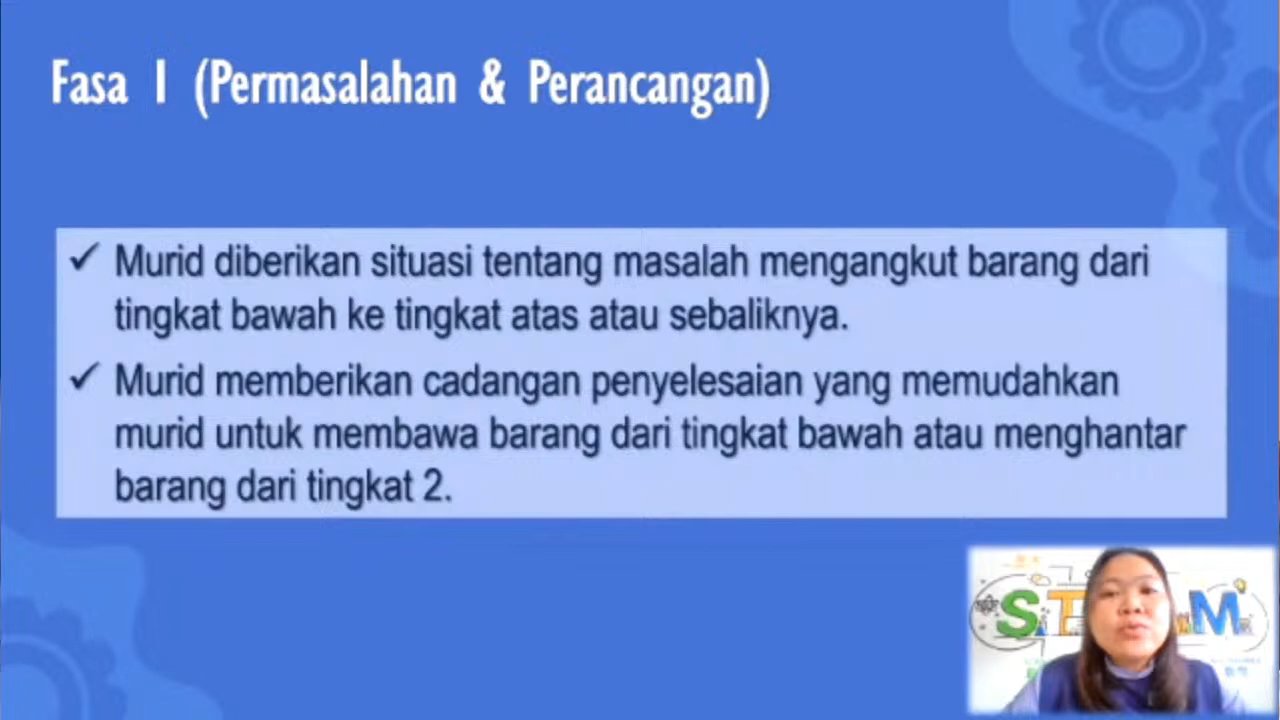 Fasa 1 (Permasalahan & Perancangan)
✓ Murid diberikan situasi tentang masalah mengangkut barang dari
tingkat bawah ke tingkat atas atau sebaliknya.
✓ Murid memberikan cadangan penyelesaian yang memudahkan
murid untuk membawa barang dari tingkat bawah atau menghantar
barang dari tingkat 2.